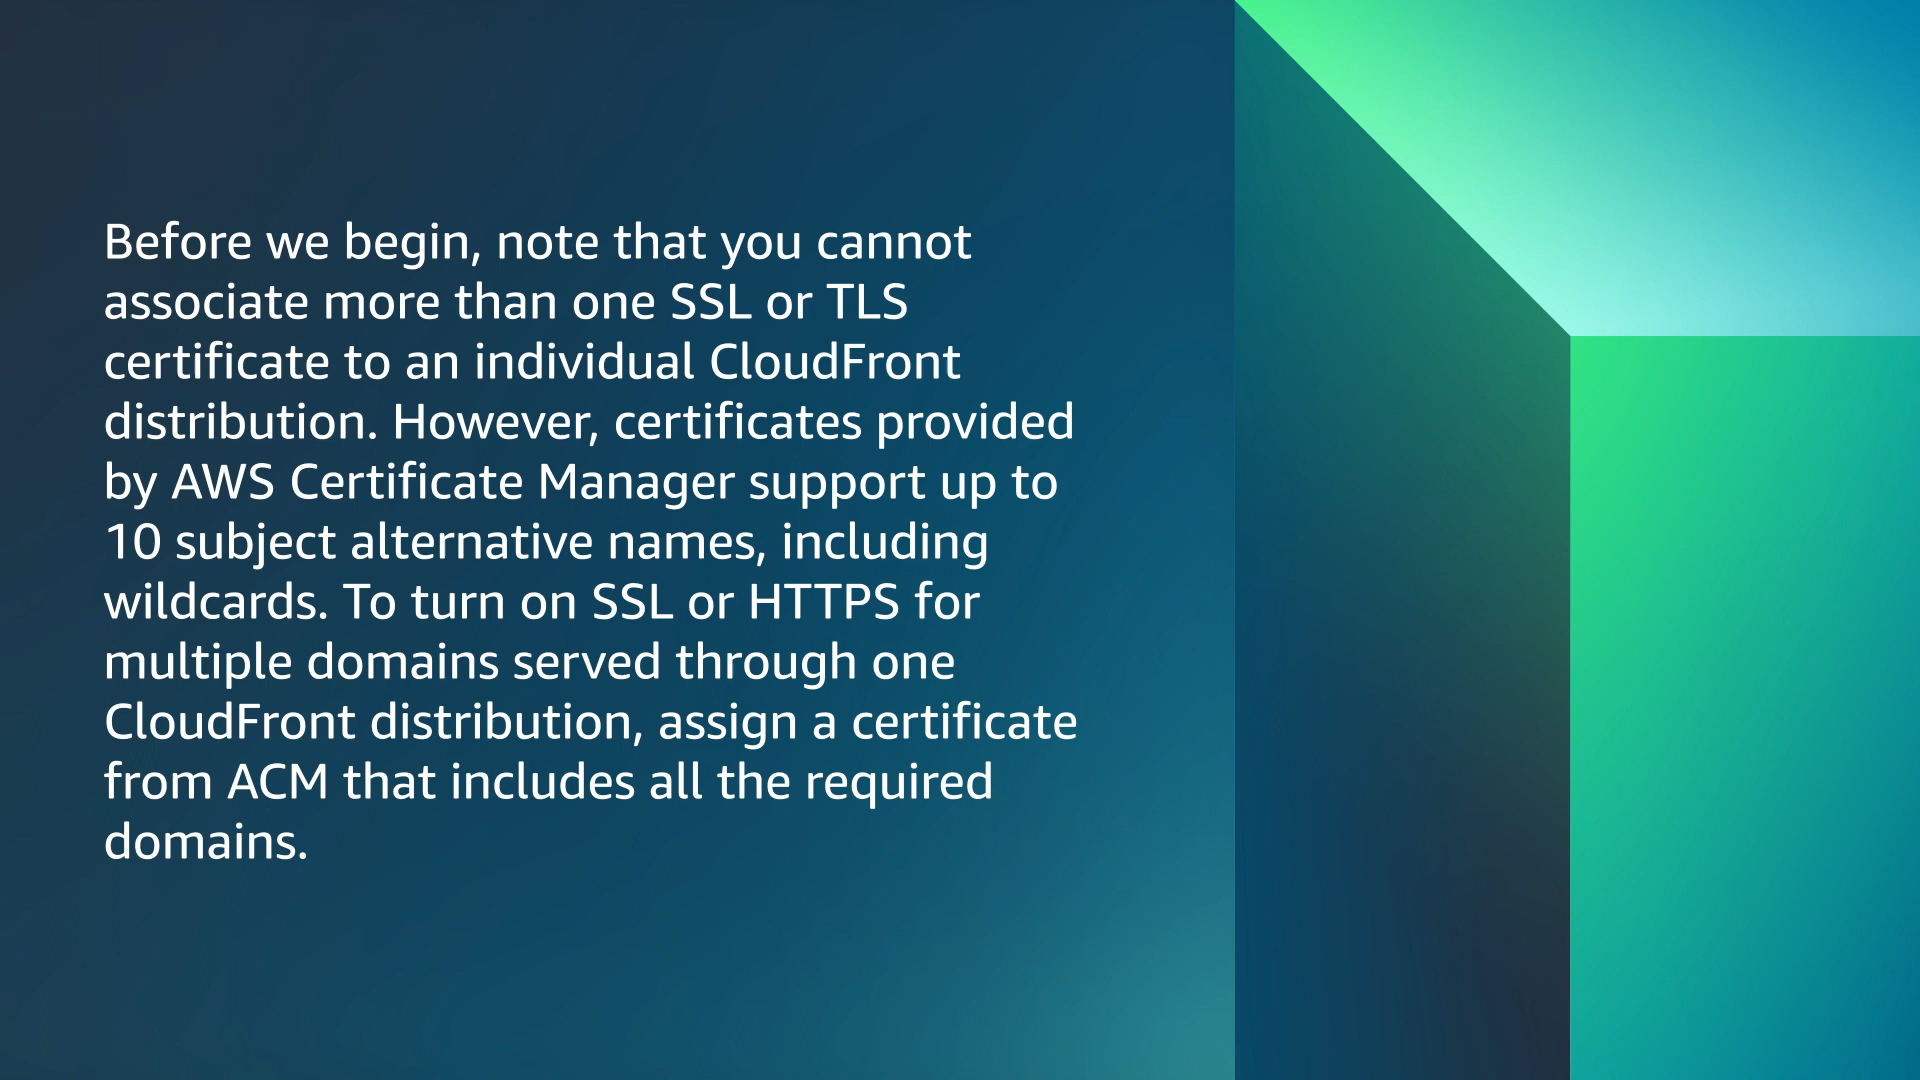 Before we begin, note that you cannot
associate more than one SSL or TLS
certificate to an individual CloudFront
distribution. However, certificates provided
by AWS Certificate Manager support up to
10 subject alternative names, including
wildcards. To turn on SSL or HTTPS for
multiple domains served through one
CloudFront distribution, assign a certificate
from ACM that includes all the required
domains.